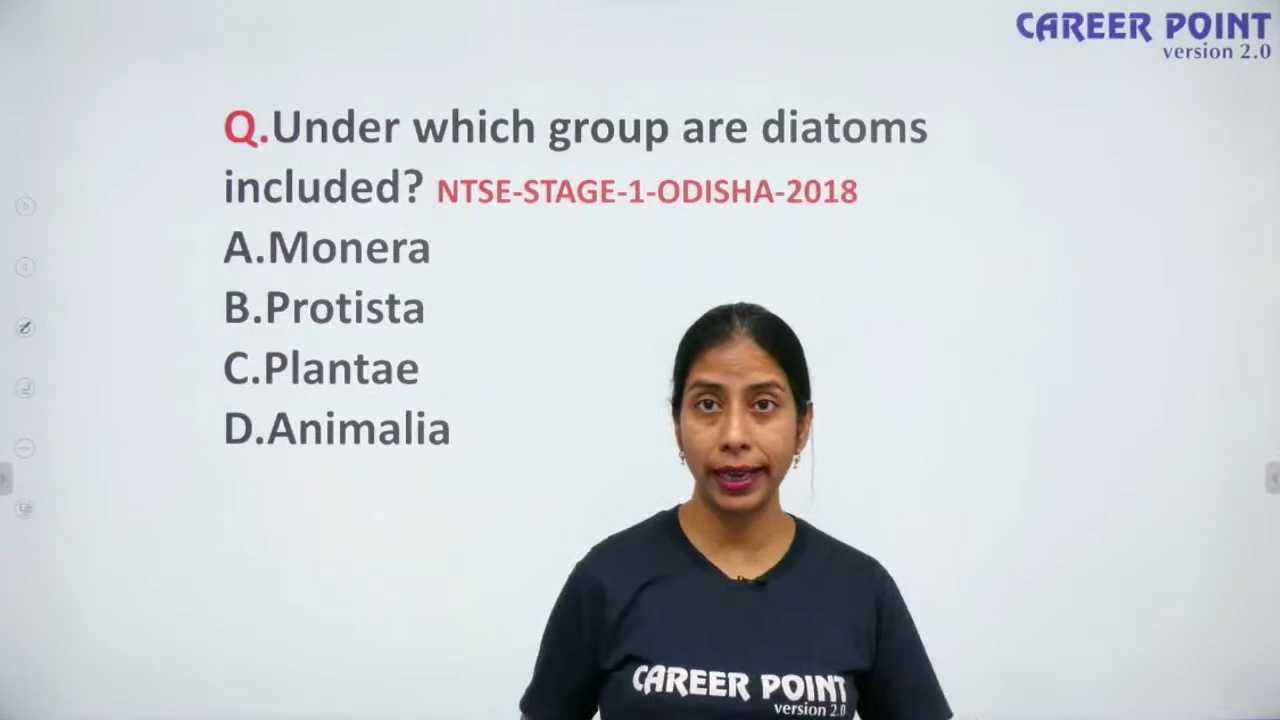 CAREER POINT
version 2.0
Q.Under which group are diatoms
included? NTSE-STAGE-1-ODISHA-2018
A.Monera
B.Protista
C.Plantae
D.Animalia
CAREER POINT
version 2.0